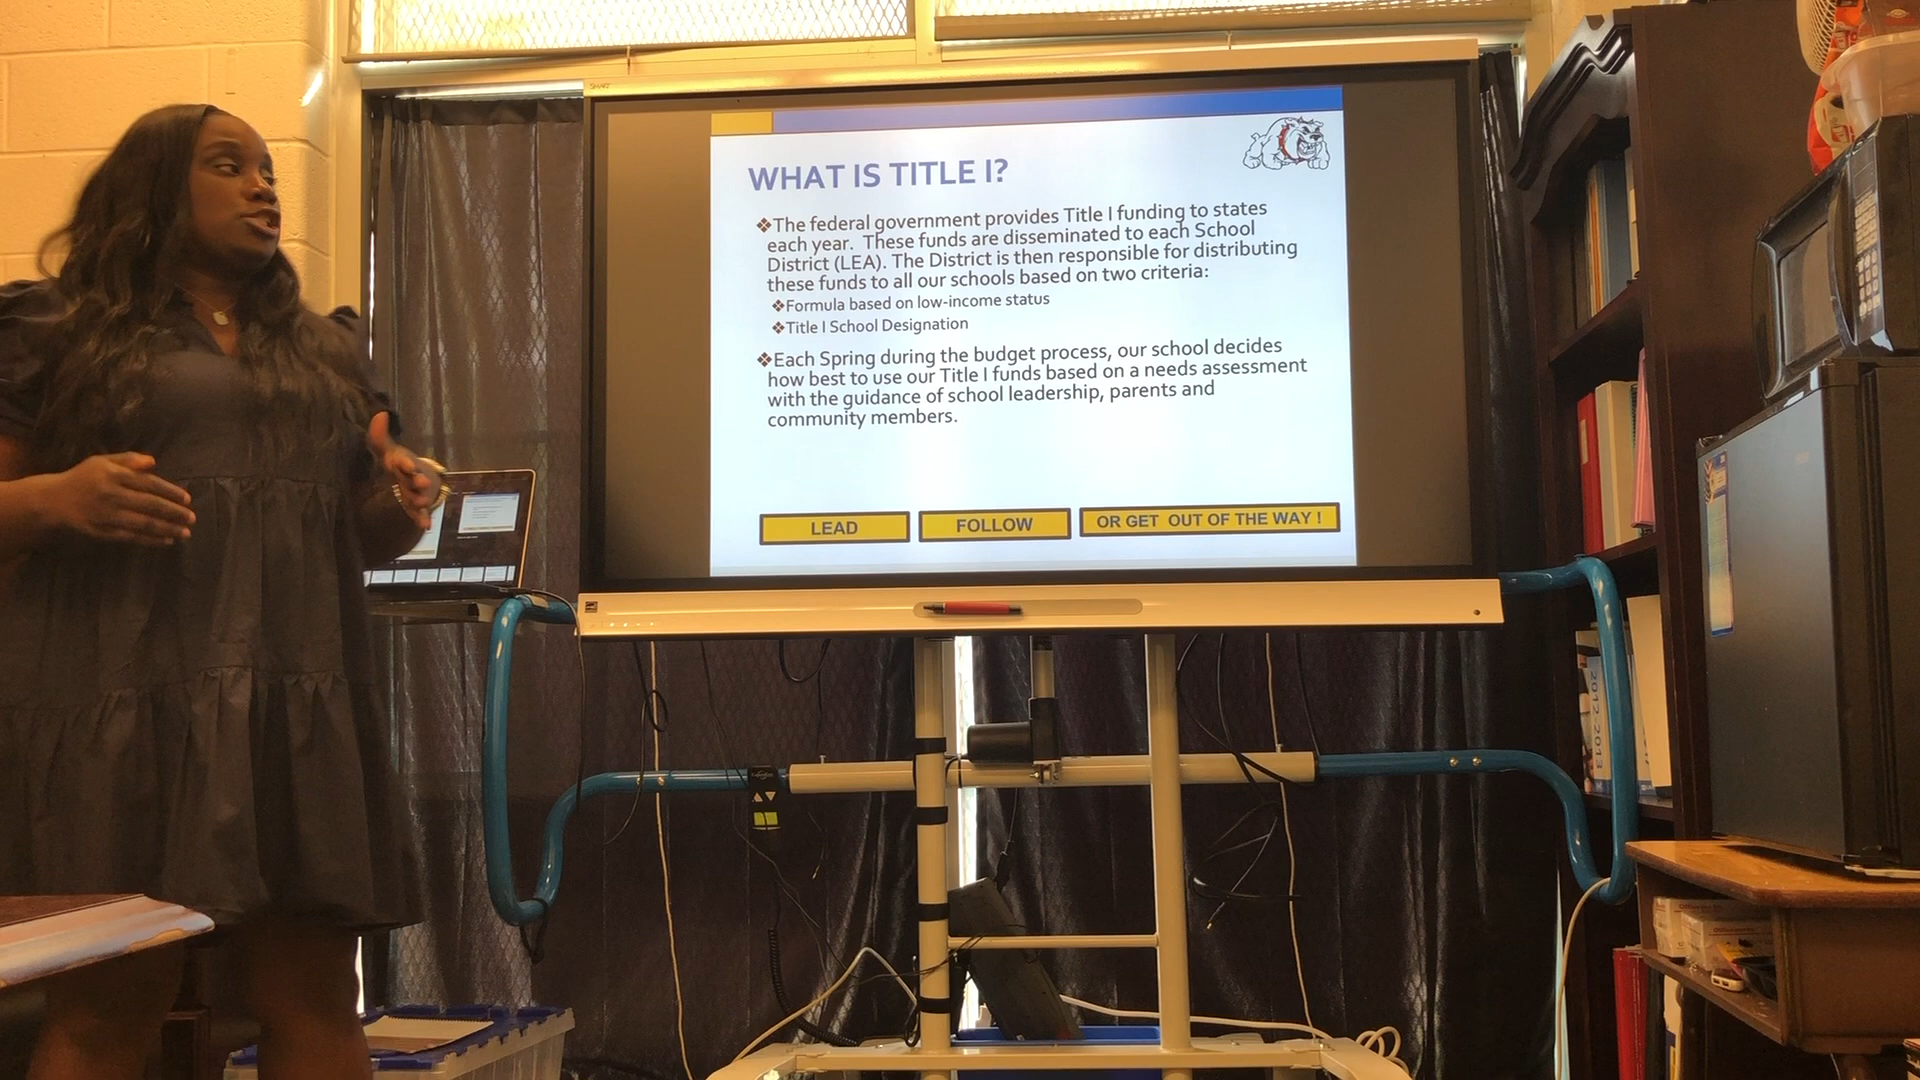 SMART
WHAT IS TITLE I?
❖The federal government provides Title I funding to states
each year. These funds are disseminated to each School
District (LEA). The District is then responsible for distributing
these funds to all our schools based on two criteria:
❖Formula based on low-income status
❖Title I School Designation
❖Each Spring during the budget process, our school decides
how best to use our Title I funds based on a needs assessment
with the guidance of school leadership, parents and
community members.
LEAD
FOLLOW
OR GET OUT OF THE WAY !
2012-2013